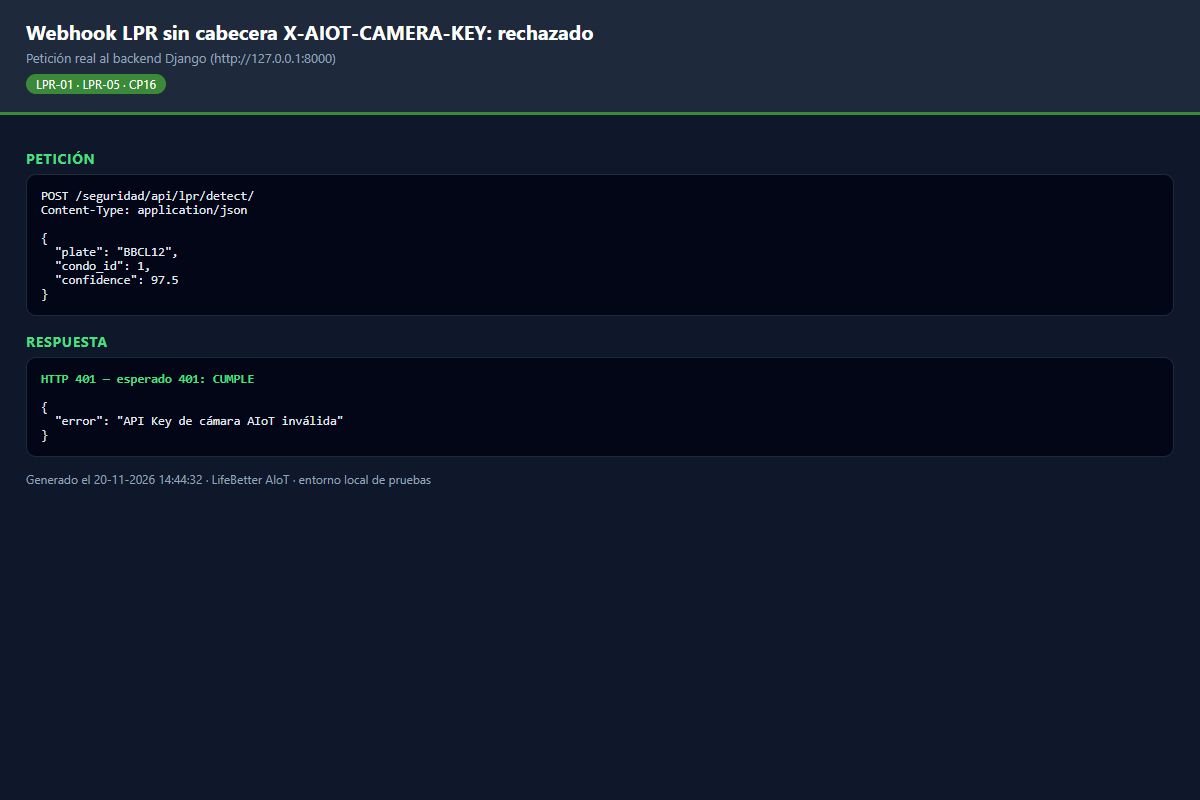 Webhook LPR sin cabecera X-AIOT-CAMERA-KEY: rechazado
Petición real al backend Django (http://127.0.0.1:8000)
LPR-01 · LPR-05 · CP16
PETICIÓN
POST /seguridad/api/lpr/detect/
Content-Type: application/json
{
"plate": "BBCL12",
"condo_id": 1,
"confidence": 97.5
}
RESPUESTA
HTTP 401 — esperado 401: CUMPLE
{
"error": "API Key de cámara AIoT inválida"
}
Generado el 20-11-2026 14:44:32 · LifeBetter AIoT · entorno local de pruebas